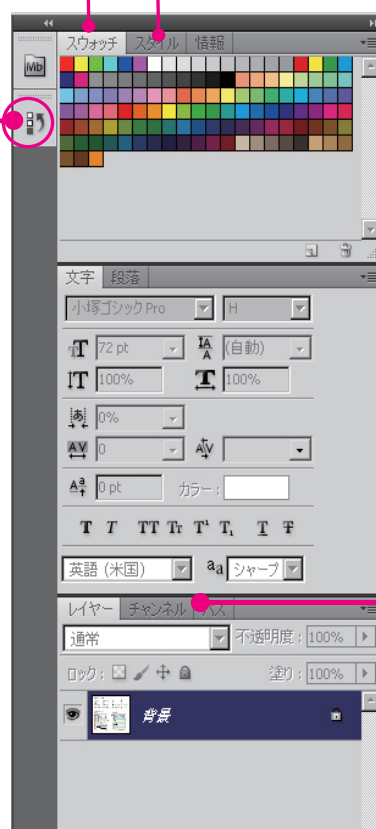 スウォッチ スタイル 情報
Mb
文字 段落
小塚ゴシック Pro H
72 pt (自動)
100% 100%
あ 0%
AV 0 AV
0 pt カラー:
T T TT Tr T¹ T₁ T T
英語 (米国) aa シャープ
レイヤー チャンネル パス
通常 不透明度: 100%
ロック: 塗り: 100%
背景